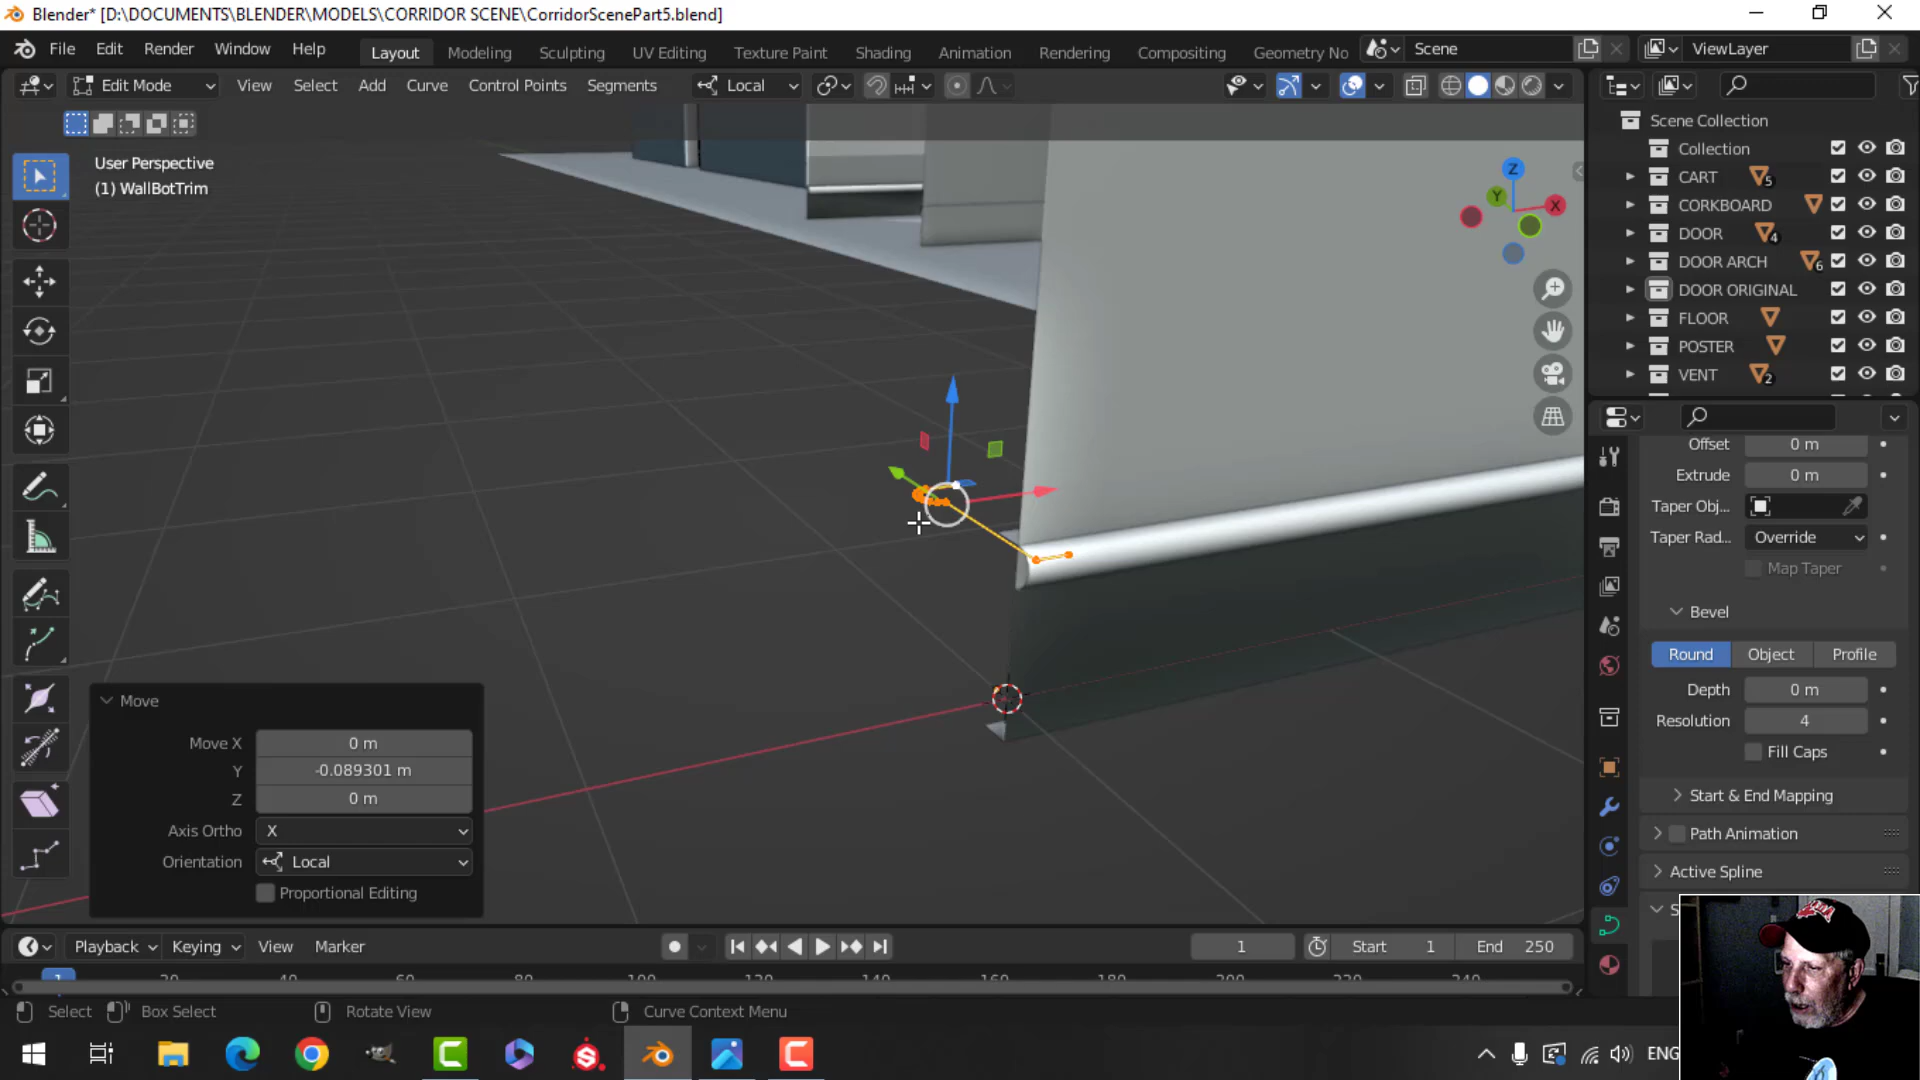 Blender* [D:\DOCUMENTS\BLENDER\MODELS\CORRIDOR SCENE\CorridorScenePart5.blend]
File Edit Render Window Help Layout Modeling Sculpting UV Editing Texture Paint Shading Animation Rendering Compositing Geometry No Scene ViewLayer
Edit Mode View Select Add Curve Control Points Segments Local
User Perspective
(1) WallBotTrim
Z
Y
X
Scene Collection
Collection
CART 5
CORKBOARD
DOOR 4
DOOR ARCH 6
DOOR ORIGINAL
FLOOR
POSTER
VENT 2
Offset 0 m
Extrude 0 m
Taper Obj...
Taper Rad... Override
Map Taper
Bevel
Round Object Profile
Depth 0 m
Resolution 4
Fill Caps
Start & End Mapping
Path Animation
Active Spline
Move
Move X 0 m
Y -0.089301 m
Z 0 m
Axis Ortho X
Orientation Local
Proportional Editing
Playback Keying View Marker 1 Start 1 End 250
1 20 40 60 80 100 120 140 160 180 200 220 240
Select Box Select Rotate View Curve Context Menu
ENG